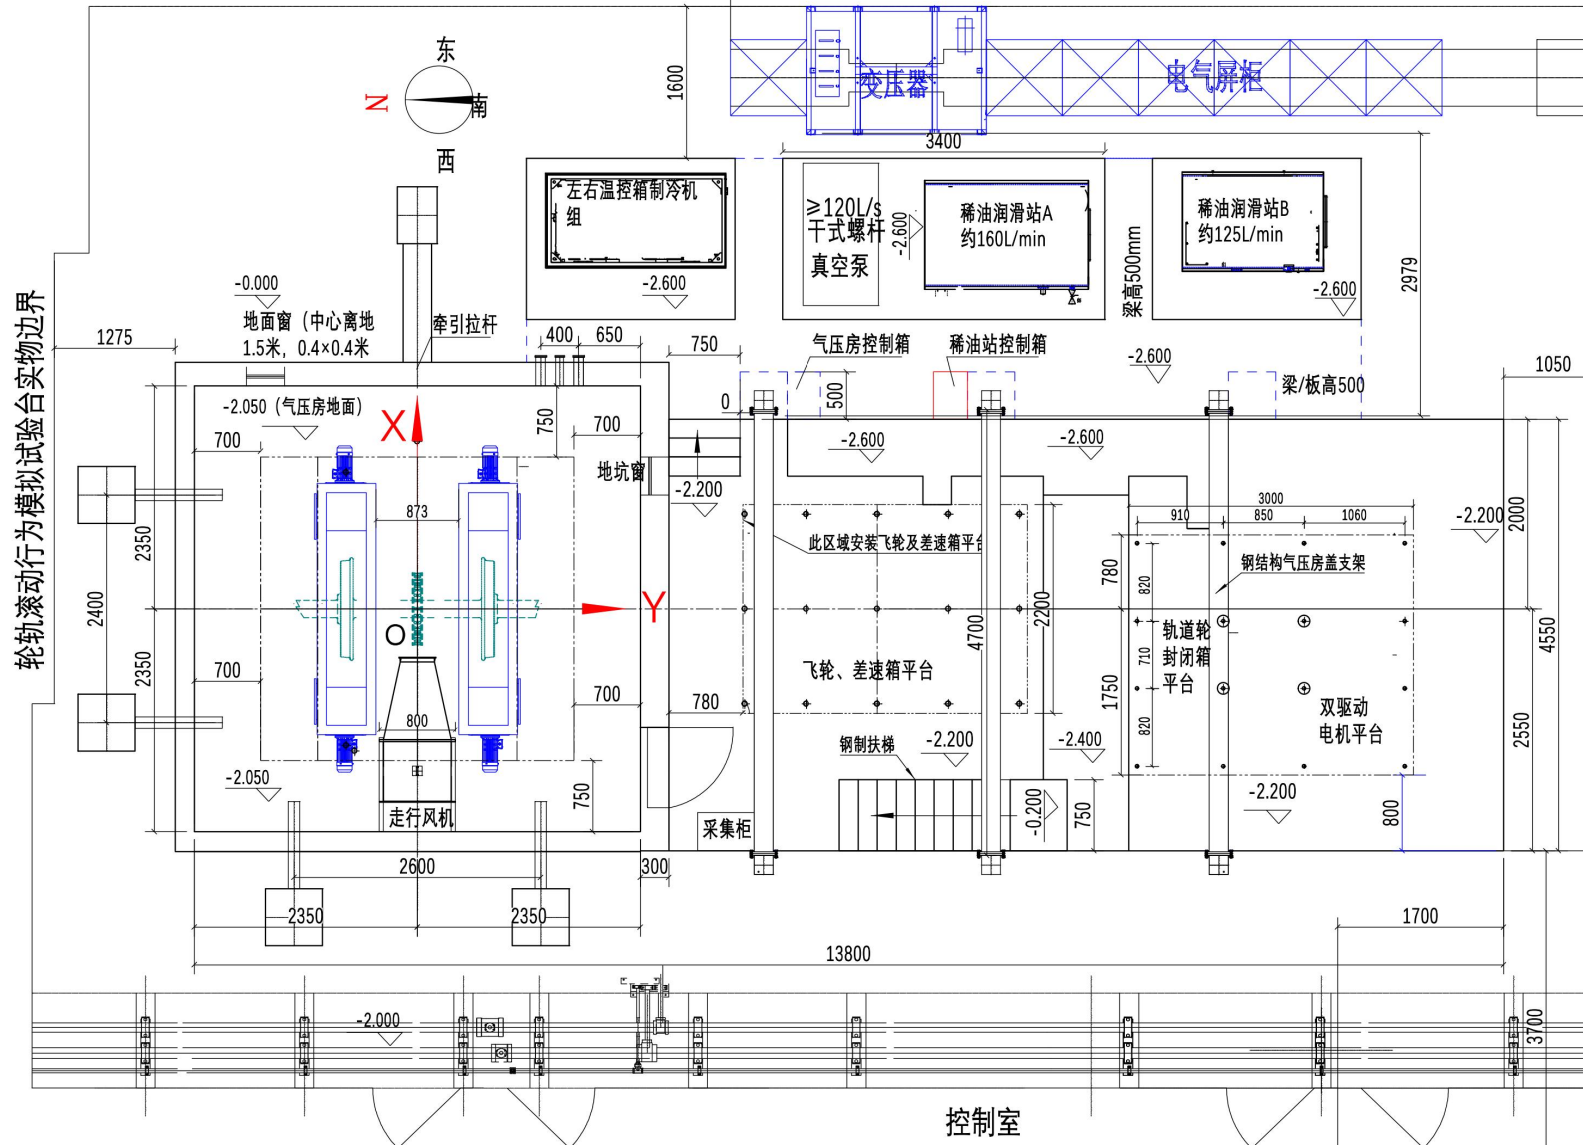 东
N
南
西
1600
变压器
电气屏柜
3400
左右温控箱制冷机
组
-2.600
≥120L/s
干式螺杆
真空泵
-2.600
稀油润滑站A
约160L/min
梁高500mm
稀油润滑站B
约125L/min
-2.600
2979
轮轨滚动行为模拟试验台实物边界
1275
-0.000
地面窗（中心离地
1.5米，0.4×0.4米
牵引拉杆
400
650
750
气压房控制箱
稀油站控制箱
-2.600
梁/板高500
1050
500
0
-2.050（气压房地面）
X
750
700
700
地坑窗
-2.200
-2.600
-2.600
3000
910
850
1060
-2.200
2000
2350
873
此区域安装飞轮及差速箱平台
钢结构气压房盖支架
780
820
2400
Y
O
2200
4700
4550
轨道轮
封闭箱
平台
710
2350
700
700
780
飞轮、差速箱平台
1750
双驱动
电机平台
820
2550
800
-2.050
750
钢制扶梯
-2.200
-2.400
-2.200
-0.200
750
800
走行风机
采集柜
2600
300
2350
2350
1700
13800
-2.000
3700
控制室